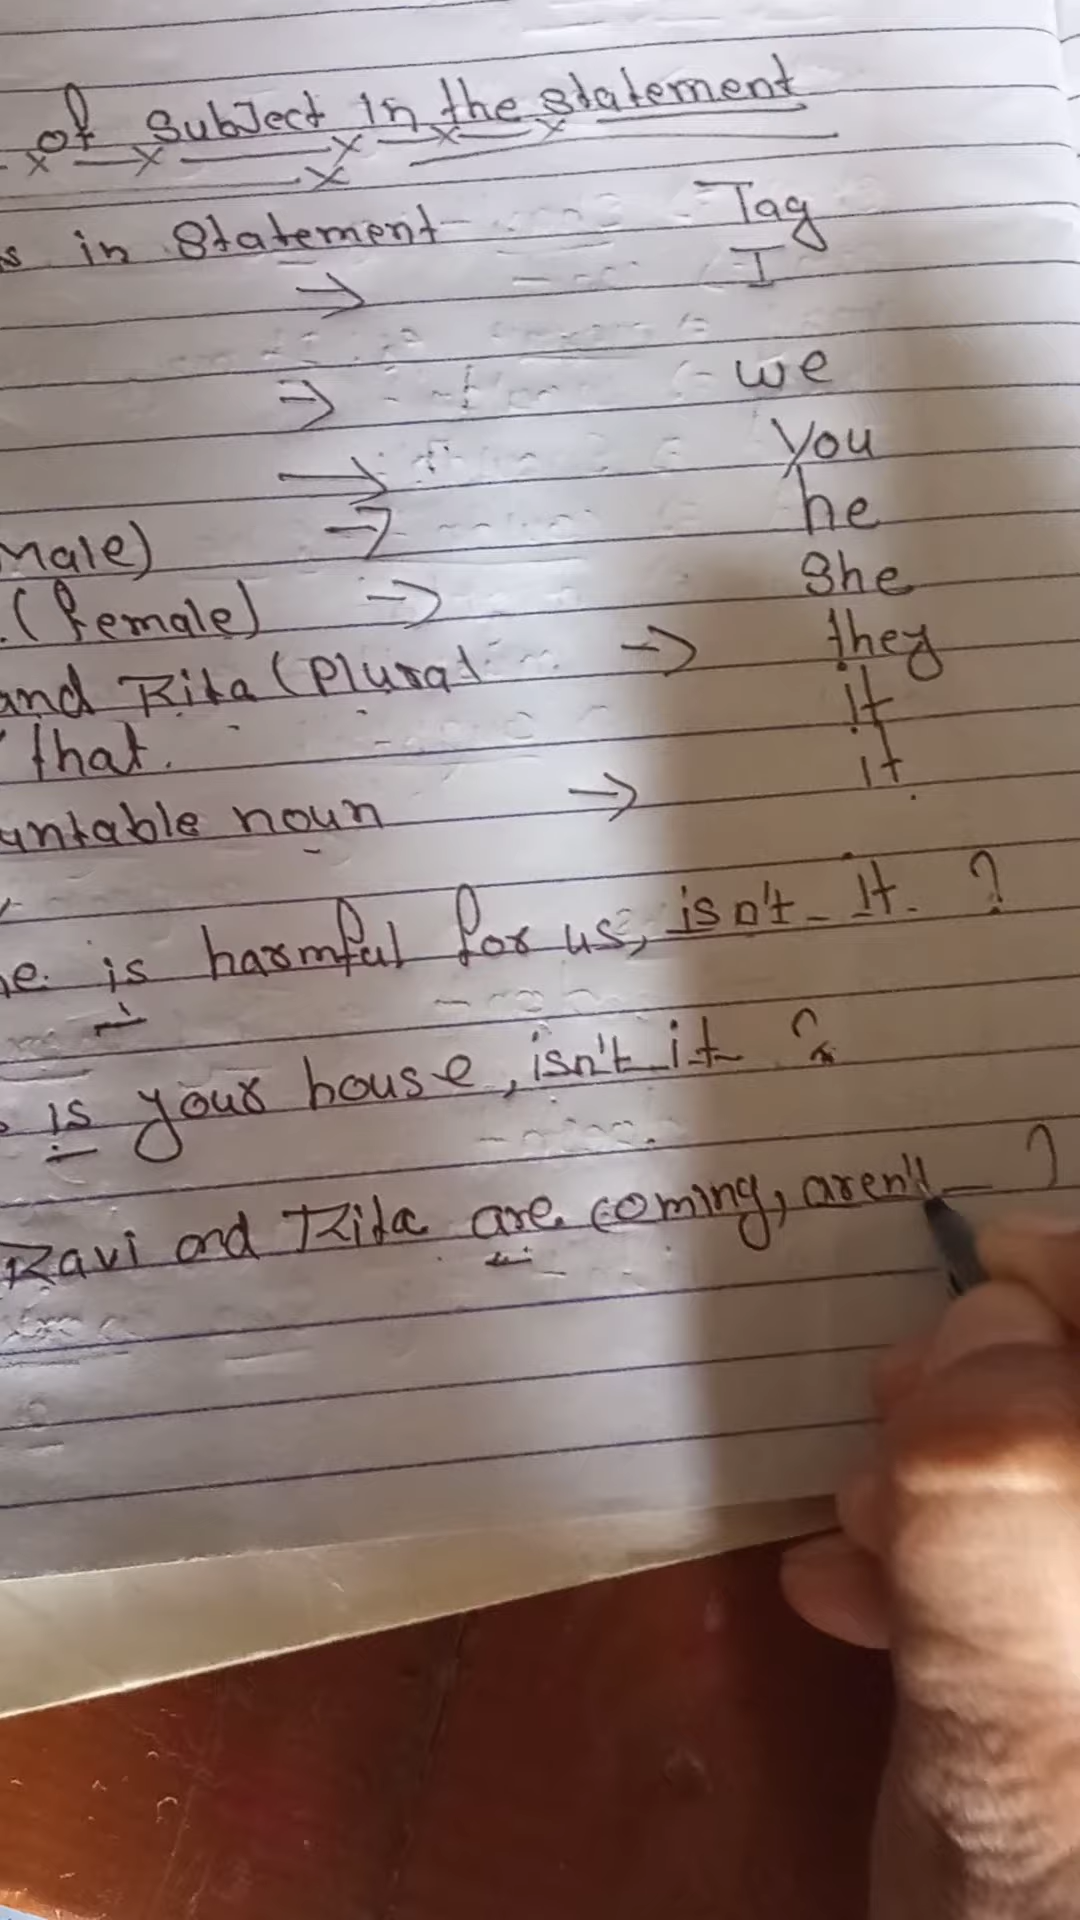 of Subject in the statement
s in Statement Tag
→ I
→ we
→ you
Male) → he
(female) → She
and Rita (Plural → they
that. it
untable noun → it
e is harmful for us, isn't it ?
is your house, isn't it ?
Ravi and Rita are coming, aren't ?